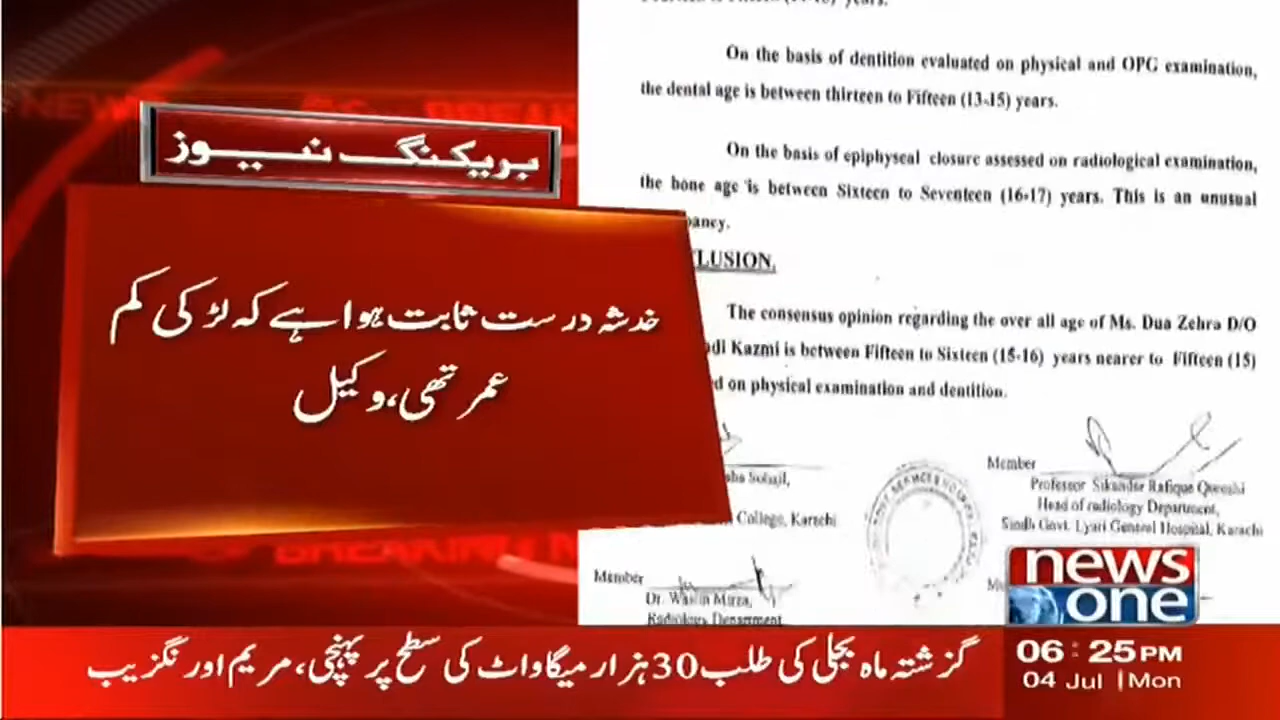 بریکنگ نیوز
خدشہ درست ثابت ہوا ہے کہ لڑکی کم
عمر تھی، وکیل
years.
On the basis of dentition evaluated on physical and OPG examination,
the dental age is between thirteen to Fifteen (13-15) years.
On the basis of epiphyseal closure assessed on radiological examination,
the bone age is between Sixteen to Seventeen (16-17) years. This is an unusual
The consensus opinion regarding the over all age of Ms. Dua Zehra D/O
Kazmi is between Fifteen to Sixteen (15-16) years nearer to Fifteen (15)
on physical examination and dentition.
Member
Professor Sikander Rafique Qureshi
Head of radiology Department,
Sindh Govt. Lyari General Hospital, Karachi
College, Karachi
Member
Dr. Mirza,
Radiology Department
news
one
گزشتہ ماہ بجلی کی طلب 30 ہزار میگاواٹ کی سطح پر پہنچی، مریم اورنگزیب
06:25 PM
04 Jul | Mon